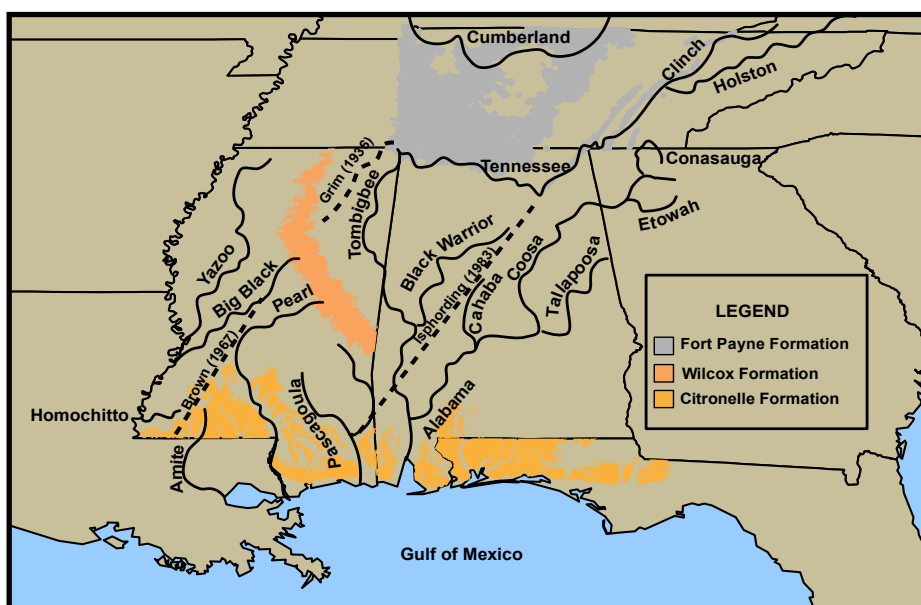 Cumberland
Clinch
Holston
Grim (1936)
Tennessee
Conasauga
Tombigbee
Etowah
Yazoo
Black Warrior
Coosa
Big Black
Isphording (1983)
Cahaba
Tallapoosa
Pearl
Brown (1967)
Homochitto
Amite
Pascagoula
Alabama
Gulf of Mexico
LEGEND
Fort Payne Formation
Wilcox Formation
Citronelle Formation